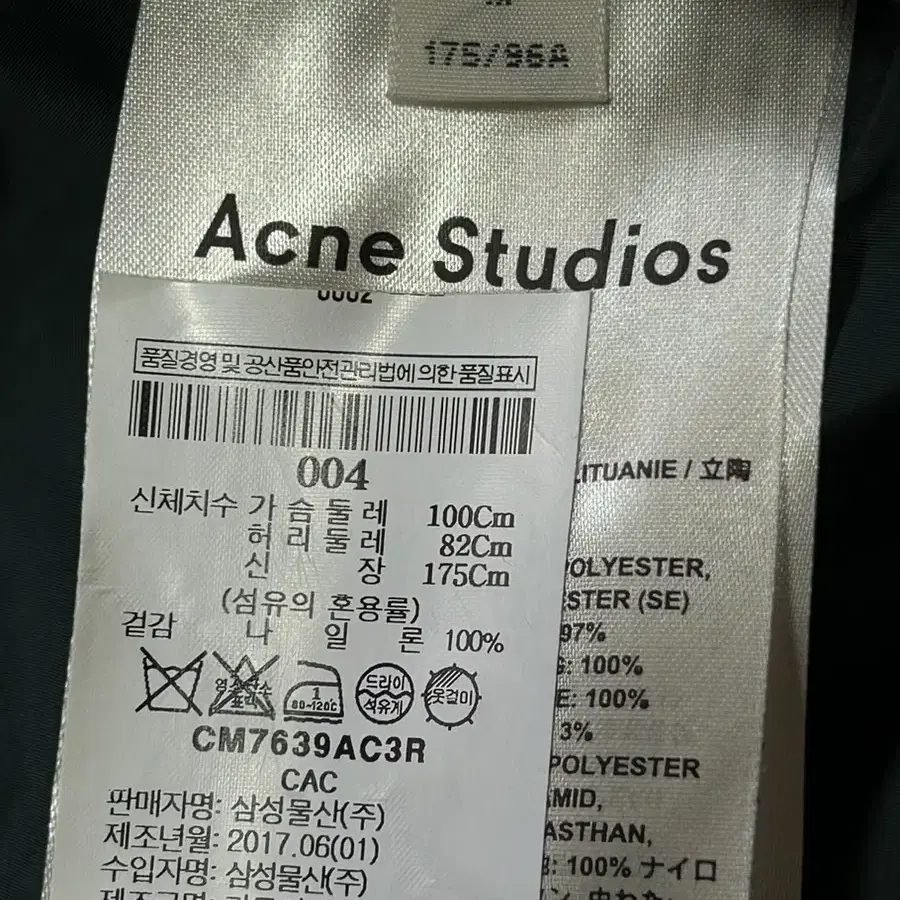 175/96A
Acne Studios
0002
품질경영 및 공산품안전관리법에 의한 품질표시
004
신체치수 가 슴 둘 레 100Cm
허 리 둘 레 82Cm
신 장 175Cm
(섬유의 혼용률)
겉감 나 일 론 100%
1
80~120℃
드라이
석유계
옷걸이
CM7639AC3R
CAC
판매자명: 삼성물산(주)
제조년월: 2017.06(01)
수입자명: 삼성물산(주)
LITUANIE / 立陶
POLYESTER,
STER (SE)
97%
: 100%
E: 100%
3%
POLYESTER
MID,
ASTHAN,
: 100% ナイロ